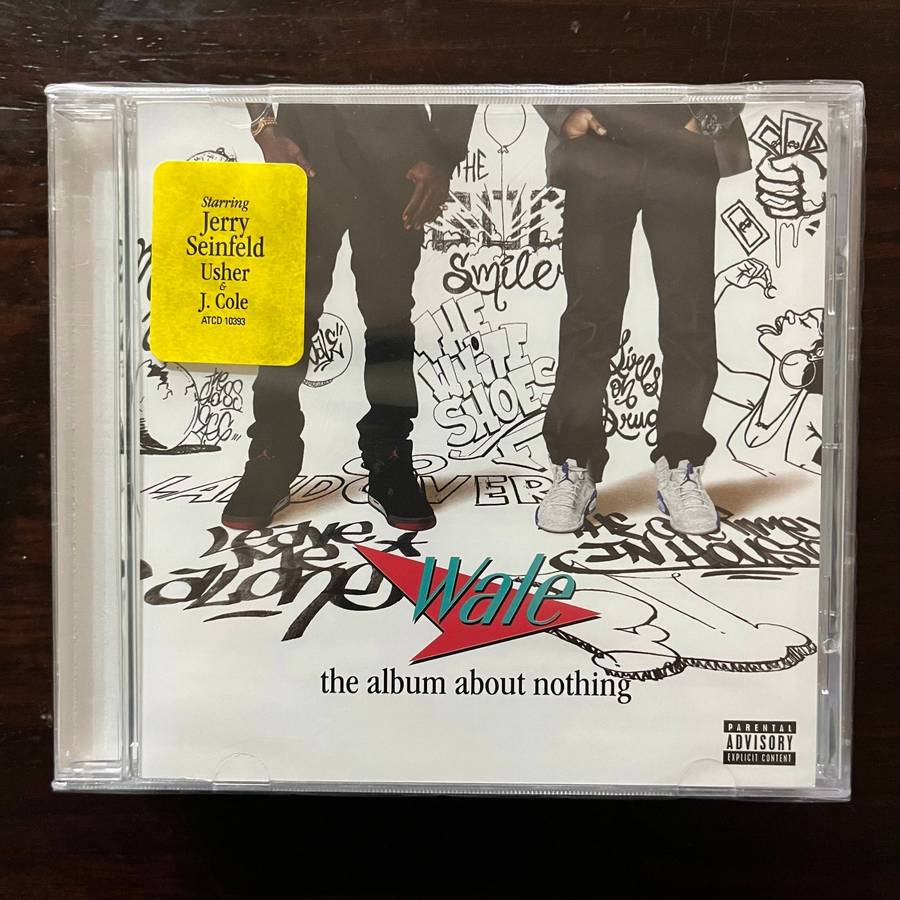 Starring
Jerry
Seinfeld
Usher
&
J. Cole
ATCD 10393
THE
Smile
THE
WHITE
SHOES
Leave
me
alone
Wale
the album about nothing
PARENTAL
ADVISORY
EXPLICIT CONTENT